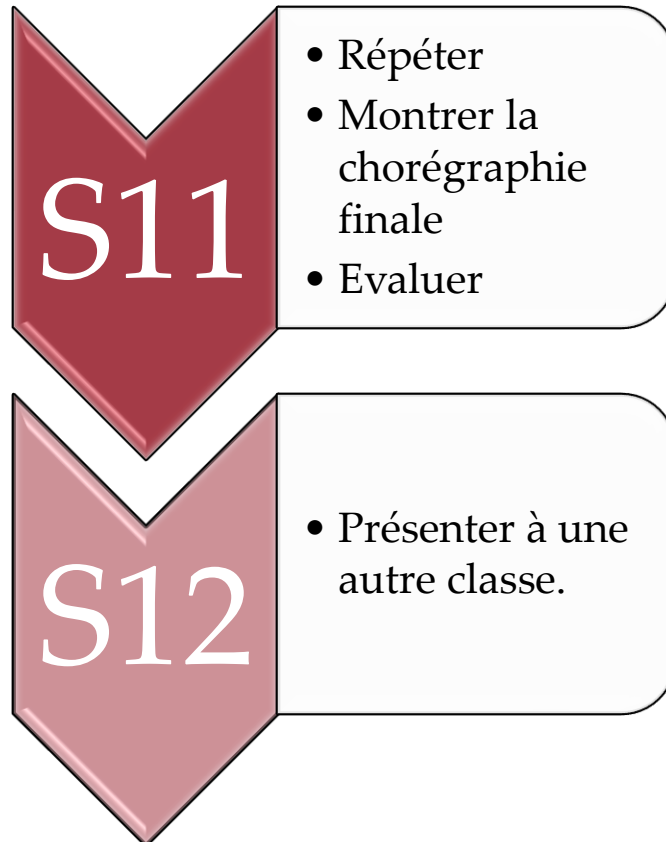 S11
• Répéter
• Montrer la
chorégraphie
finale
• Evaluer
S12
• Présenter à une
autre classe.